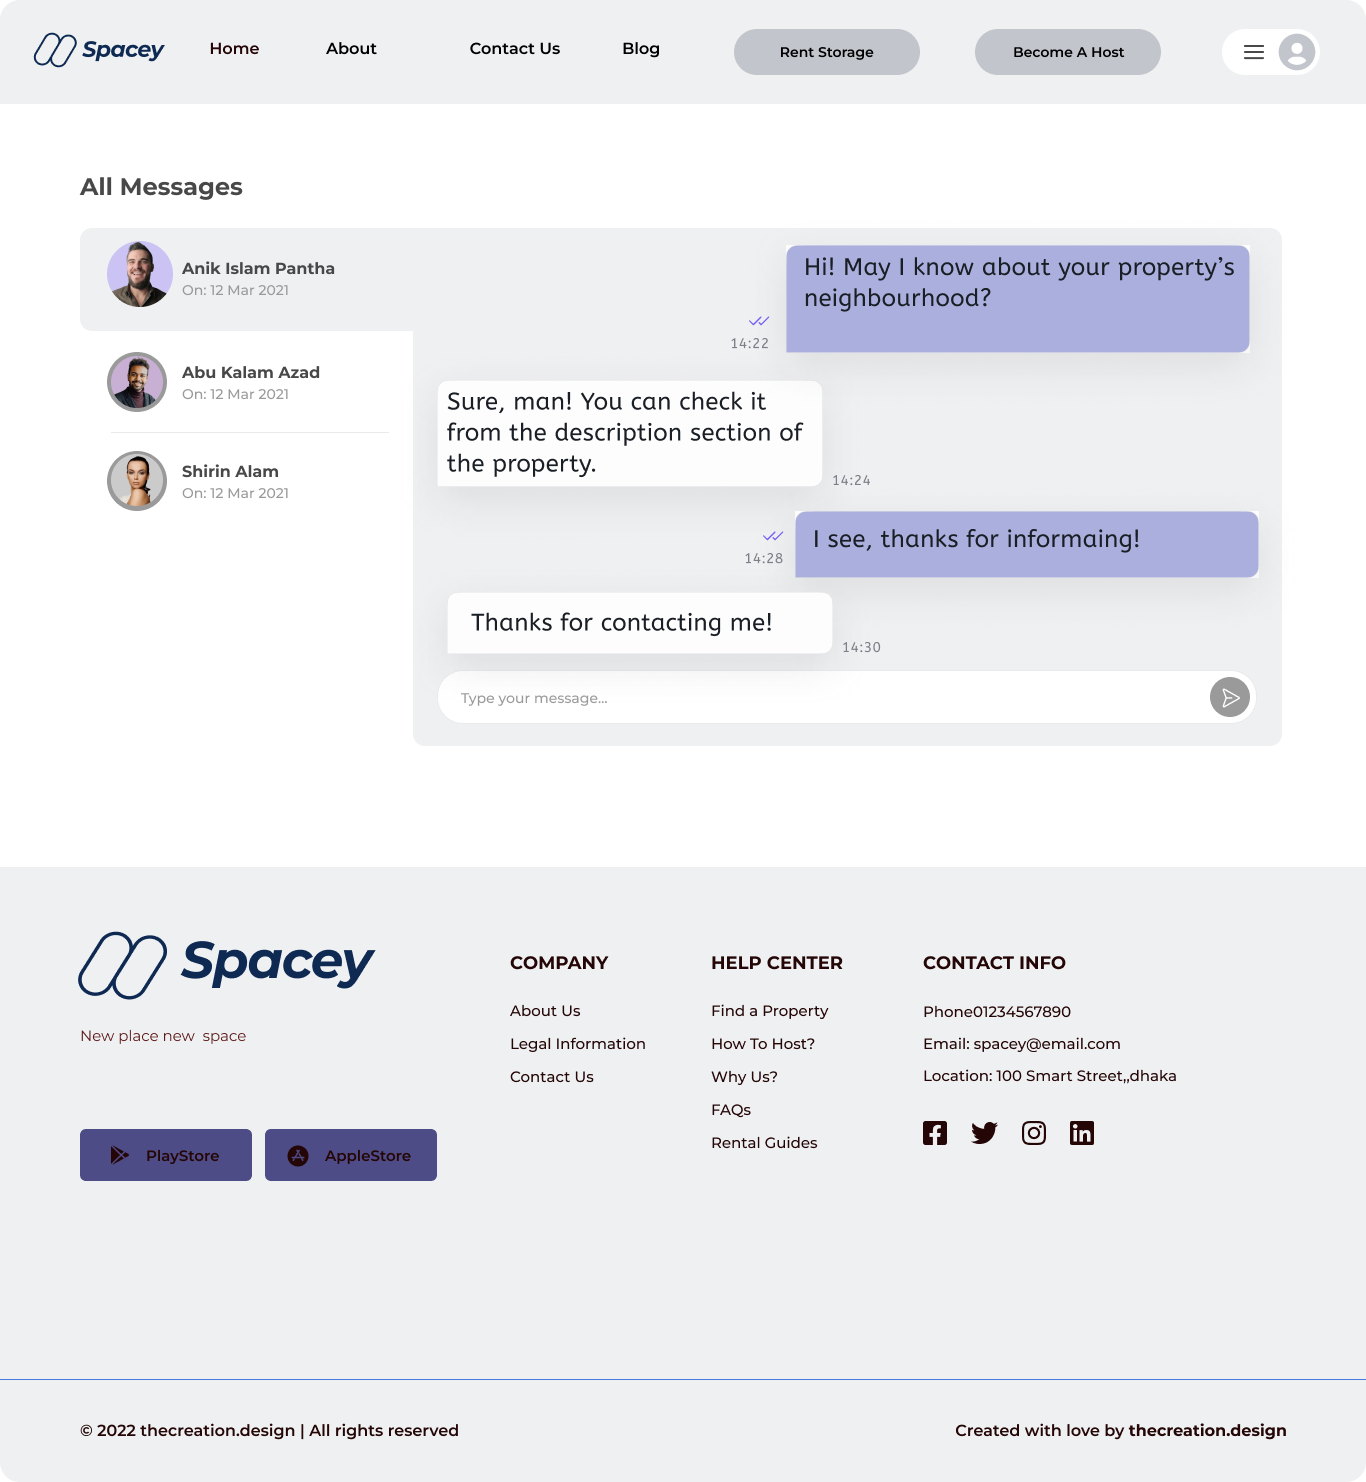 Spacey
Home
About
Contact Us
Blog
Rent Storage
Become A Host
All Messages
Anik Islam Pantha
On: 12 Mar 2021
Abu Kalam Azad
On: 12 Mar 2021
Shirin Alam
On: 12 Mar 2021
Hi! May I know about your property’s
neighbourhood?
14:22
Sure, man! You can check it
from the description section of
the property.
14:24
I see, thanks for informaing!
14:28
Thanks for contacting me!
14:30
Type your message...
Spacey
New place new  space
PlayStore
AppleStore
COMPANY
About Us
Legal Information
Contact Us
HELP CENTER
Find a Property
How To Host?
Why Us?
FAQs
Rental Guides
CONTACT INFO
Phone01234567890
Email: spacey@email.com
Location: 100 Smart Street,,dhaka
© 2022 thecreation.design | All rights reserved
Created with love by thecreation.design